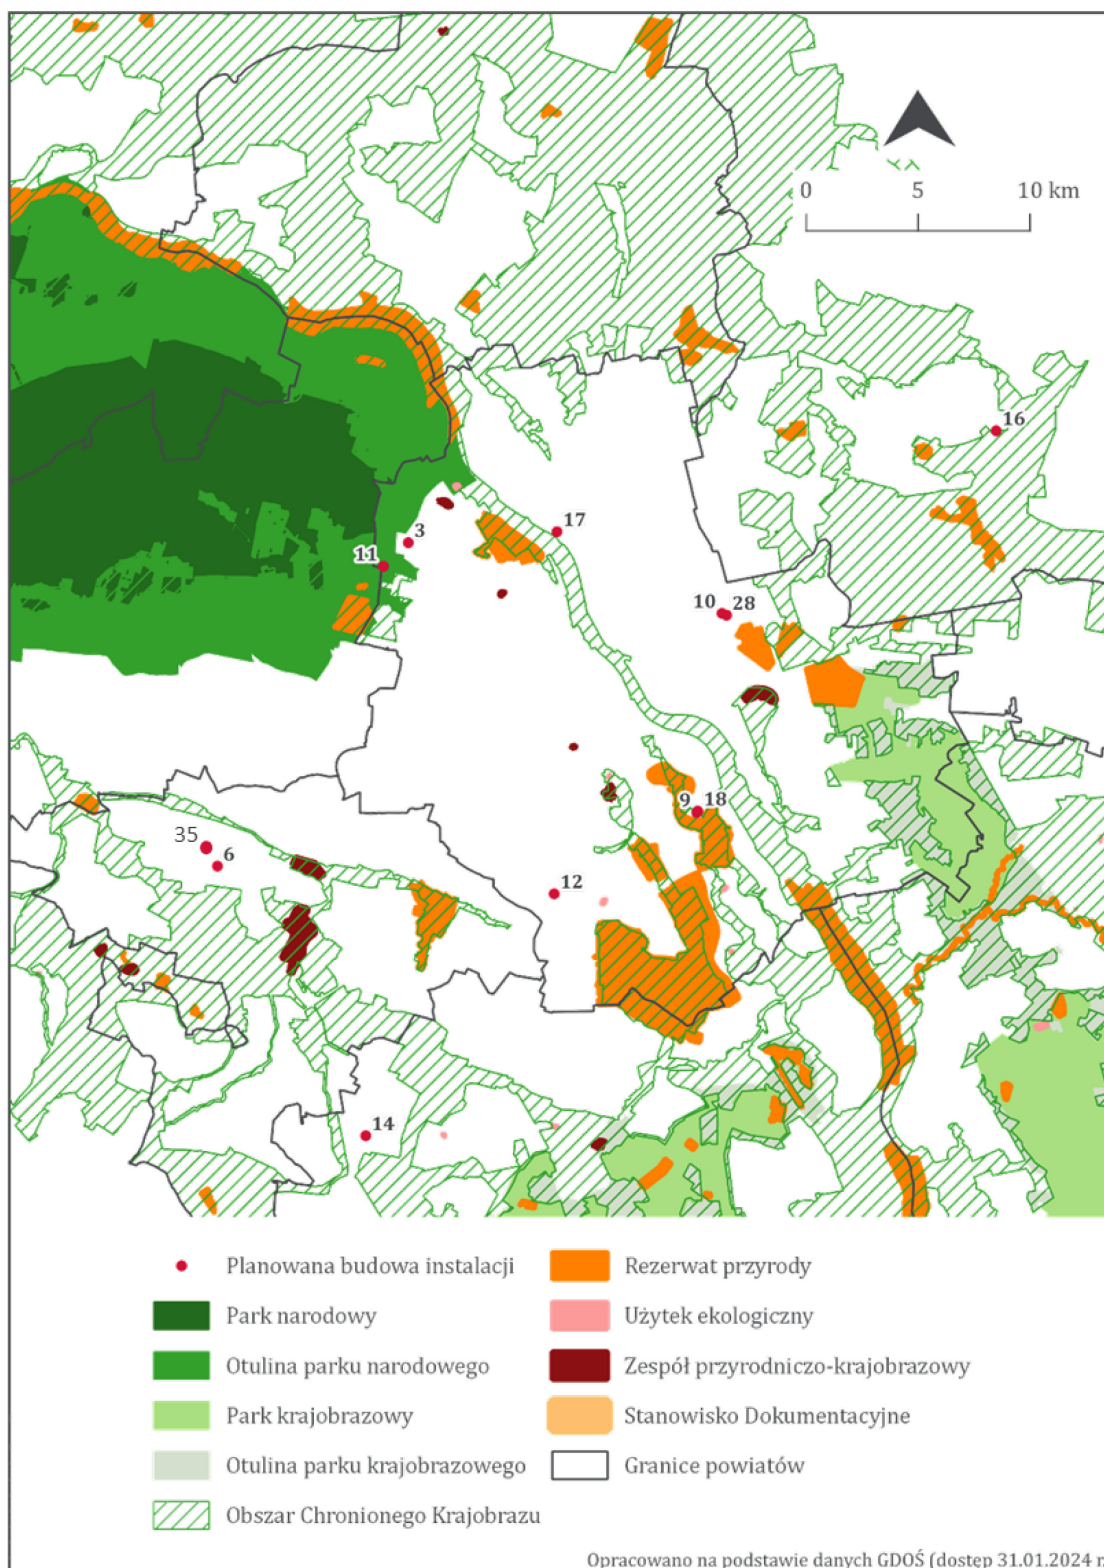 0 5 10 km
16
17
3
11
10 28
9 18
35
6
12
14
Planowana budowa instalacji
Park narodowy
Otulina parku narodowego
Park krajobrazowy
Otulina parku krajobrazowego
Obszar Chronionego Krajobrazu
Rezerwat przyrody
Użytek ekologiczny
Zespół przyrodniczo-krajobrazowy
Stanowisko Dokumentacyjne
Granice powiatów
Opracowano na podstawie danych GDOŚ (dostęp 31.01.2024 r